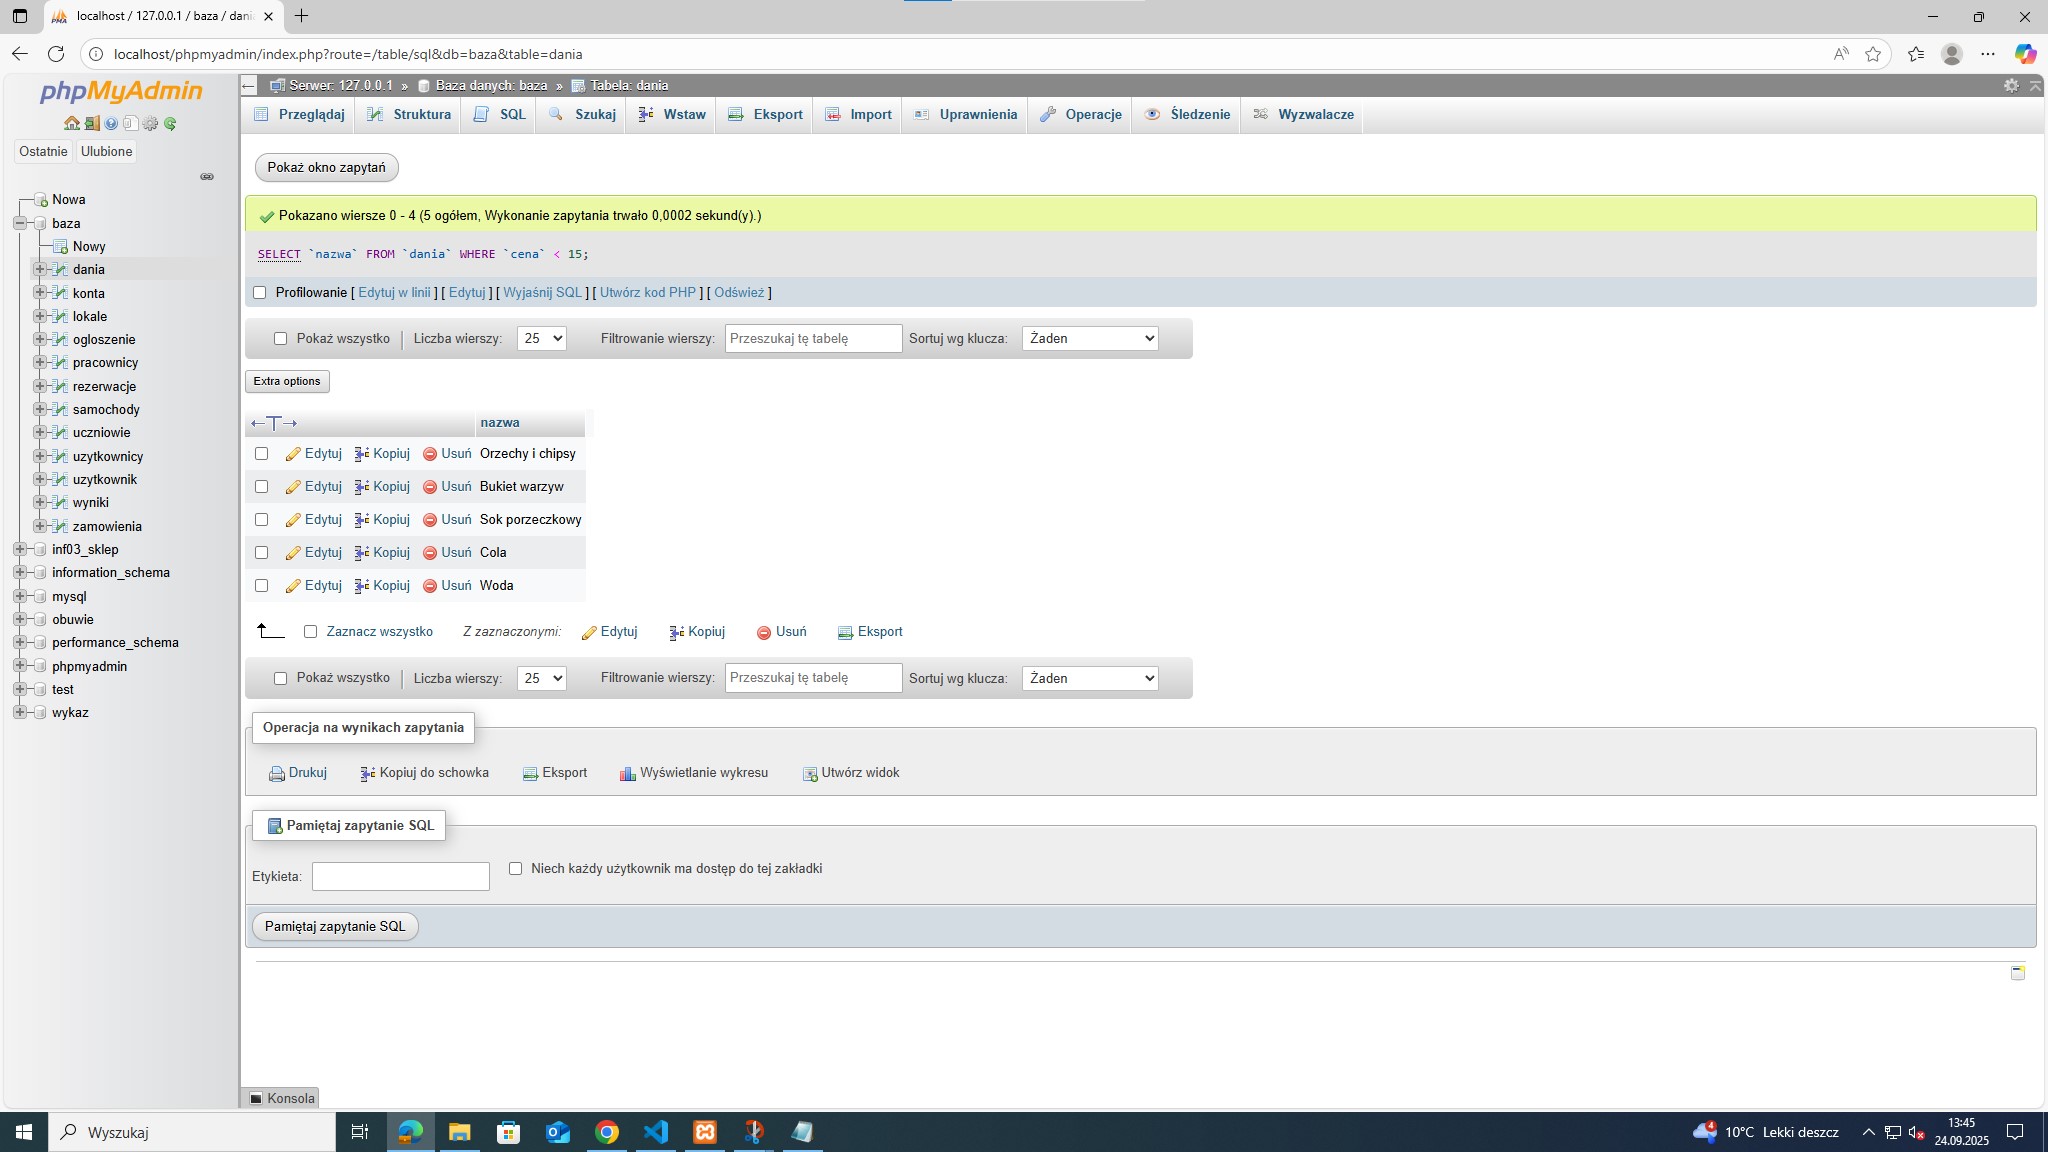 localhost / 127.0.0.1 / baza / dani
localhost/phpmyadmin/index.php?route=/table/sql&db=baza&table=dania
phpMyAdmin
Ostatnie
Ulubione
Nowa
baza
Nowy
dania
konta
lokale
ogloszenie
pracownicy
rezerwacje
samochody
uczniowie
uzytkownicy
uzytkownik
wyniki
zamowienia
inf03_sklep
information_schema
mysql
obuwie
performance_schema
phpmyadmin
test
wykaz
Serwer: 127.0.0.1 » Baza danych: baza » Tabela: dania
Przeglądaj Struktura SQL Szukaj Wstaw Eksport Import Uprawnienia Operacje Śledzenie Wyzwalacze
Pokaż okno zapytań
Pokazano wiersze 0 - 4 (5 ogółem, Wykonanie zapytania trwało 0,0002 sekund(y).)
SELECT `nazwa` FROM `dania` WHERE `cena` < 15;
Profilowanie [ Edytuj w linii ] [ Edytuj ] [ Wyjaśnij SQL ] [ Utwórz kod PHP ] [ Odśwież ]
Pokaż wszystko | Liczba wierszy: 25 Filtrowanie wierszy: Przeszukaj tę tabelę Sortuj wg klucza: Żaden
Extra options
←T→ nazwa
Edytuj Kopiuj Usuń Orzechy i chipsy
Edytuj Kopiuj Usuń Bukiet warzyw
Edytuj Kopiuj Usuń Sok porzeczkowy
Edytuj Kopiuj Usuń Cola
Edytuj Kopiuj Usuń Woda
Zaznacz wszystko Z zaznaczonymi: Edytuj Kopiuj Usuń Eksport
Pokaż wszystko | Liczba wierszy: 25 Filtrowanie wierszy: Przeszukaj tę tabelę Sortuj wg klucza: Żaden
Operacja na wynikach zapytania
Drukuj Kopiuj do schowka Eksport Wyświetlanie wykresu Utwórz widok
Pamiętaj zapytanie SQL
Etykieta: Niech każdy użytkownik ma dostęp do tej zakładki
Pamiętaj zapytanie SQL
Konsola
Wyszukaj
4
10°C Lekki deszcz
13:45
24.09.2025